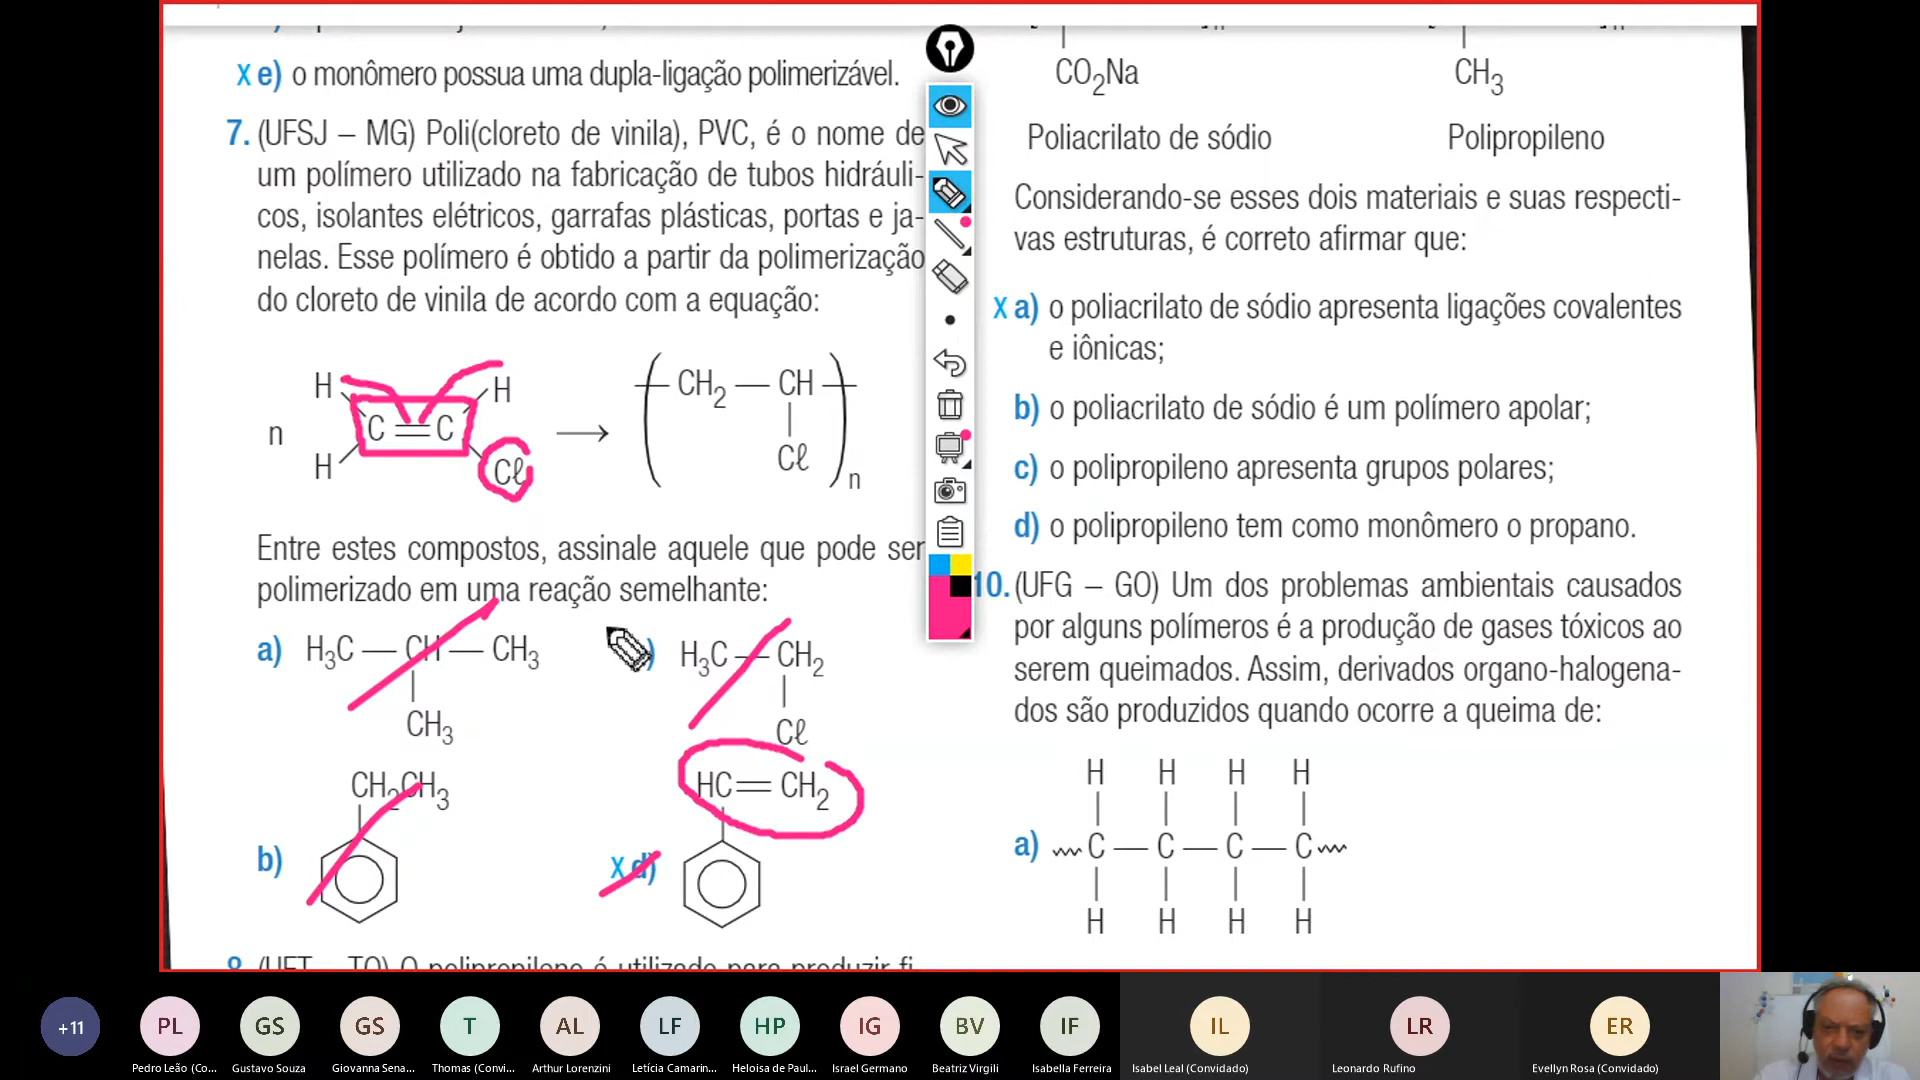 X e) o monômero possua uma dupla-ligação polimerizável.
7. (UFSJ – MG) Poli(cloreto de vinila), PVC, é o nome de
um polímero utilizado na fabricação de tubos hidráuli-
cos, isolantes elétricos, garrafas plásticas, portas e ja-
nelas. Esse polímero é obtido a partir da polimerização
do cloreto de vinila de acordo com a equação:
H H
C = C
n
H Cℓ
→
( CH₂ — CH )
Cℓ
n
Entre estes compostos, assinale aquele que pode ser
polimerizado em uma reação semelhante:
a) H₃C — CH — CH₃
CH₃
) H₃C — CH₂
Cℓ
CH₂CH₃
b)
HC = CH₂
X d)
CO₂Na CH₃
Poliacrilato de sódio Polipropileno
Considerando-se esses dois materiais e suas respecti-
vas estruturas, é correto afirmar que:
X a) o poliacrilato de sódio apresenta ligações covalentes
e iônicas;
b) o poliacrilato de sódio é um polímero apolar;
c) o polipropileno apresenta grupos polares;
d) o polipropileno tem como monômero o propano.
10. (UFG – GO) Um dos problemas ambientais causados
por alguns polímeros é a produção de gases tóxicos ao
serem queimados. Assim, derivados organo-halogena-
dos são produzidos quando ocorre a queima de:
H H H H
a) C — C — C — C
H H H H
+11 PL GS GS T AL LF HP IG BV IF IL LR ER
Pedro Leão (Co... Gustavo Souza Giovanna Sena... Thomas (Convi... Arthur Lorenzini Letícia Camarin... Heloisa de Paul... Israel Germano Beatriz Virgili Isabella Ferreira Isabel Leal (Convidado) Leonardo Rufino Evellyn Rosa (Convidado)